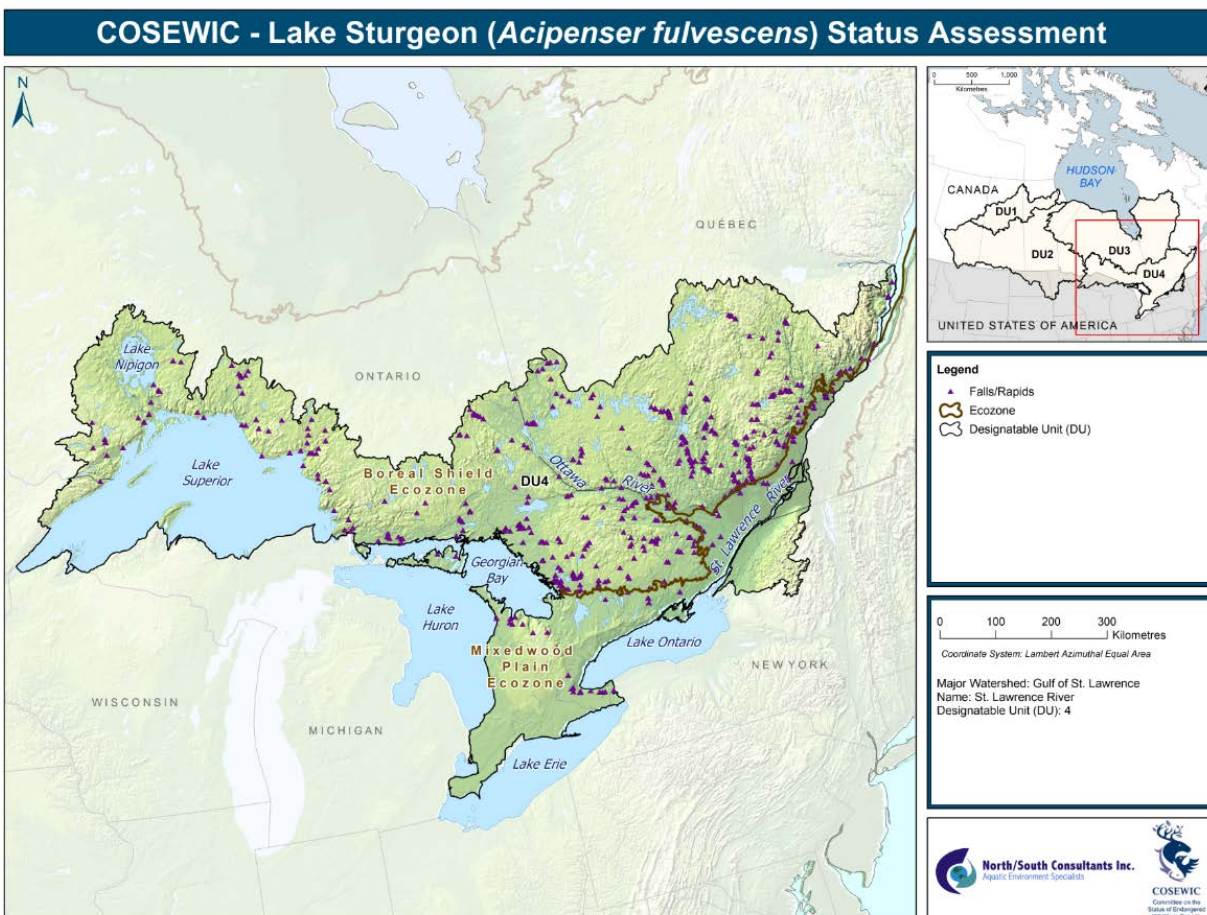 COSEWIC - Lake Sturgeon (Acipenser fulvescens) Status Assessment
N
QUÉBEC
Lake
Nipigon
ONTARIO
Lake
Superior
Boreal Shield
Ecozone
DU4
Ottawa
River
St. Lawrence River
Georgian
Bay
Lake
Huron
Lake Ontario
Mixedwood
Plain
Ecozone
NEW YORK
WISCONSIN
MICHIGAN
Lake Erie
0 500 1,000
Kilometres
HUDSON
BAY
CANADA
DU1
DU2
DU3
DU4
UNITED STATES OF AMERICA
Legend
Falls/Rapids
Ecozone
Designatable Unit (DU)
0 100 200 300
Kilometres
Coordinate System: Lambert Azimuthal Equal Area
Major Watershed: Gulf of St. Lawrence
Name: St. Lawrence River
Designatable Unit (DU): 4
North/South Consultants Inc.
Aquatic Environment Specialists
COSEWIC
Committee on the
Status of Endangered